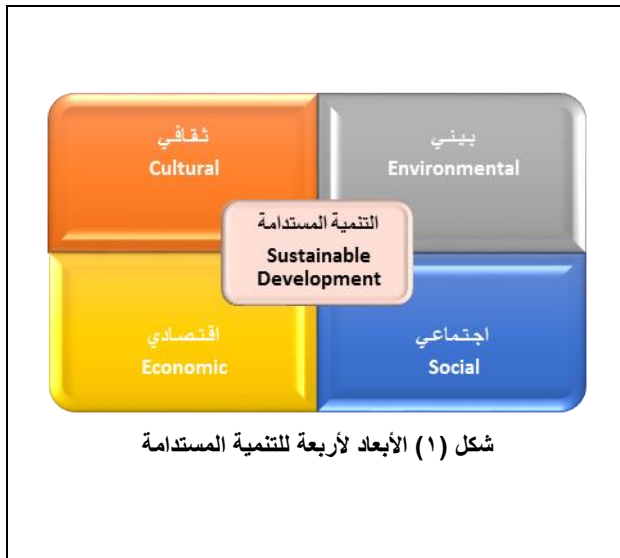 ثقافي
Cultural
بيئي
Environmental
التنمية المستدامة
Sustainable
Development
اقتصادي
Economic
اجتماعي
Social
شكل (١) الأبعاد لأربعة للتنمية المستدامة